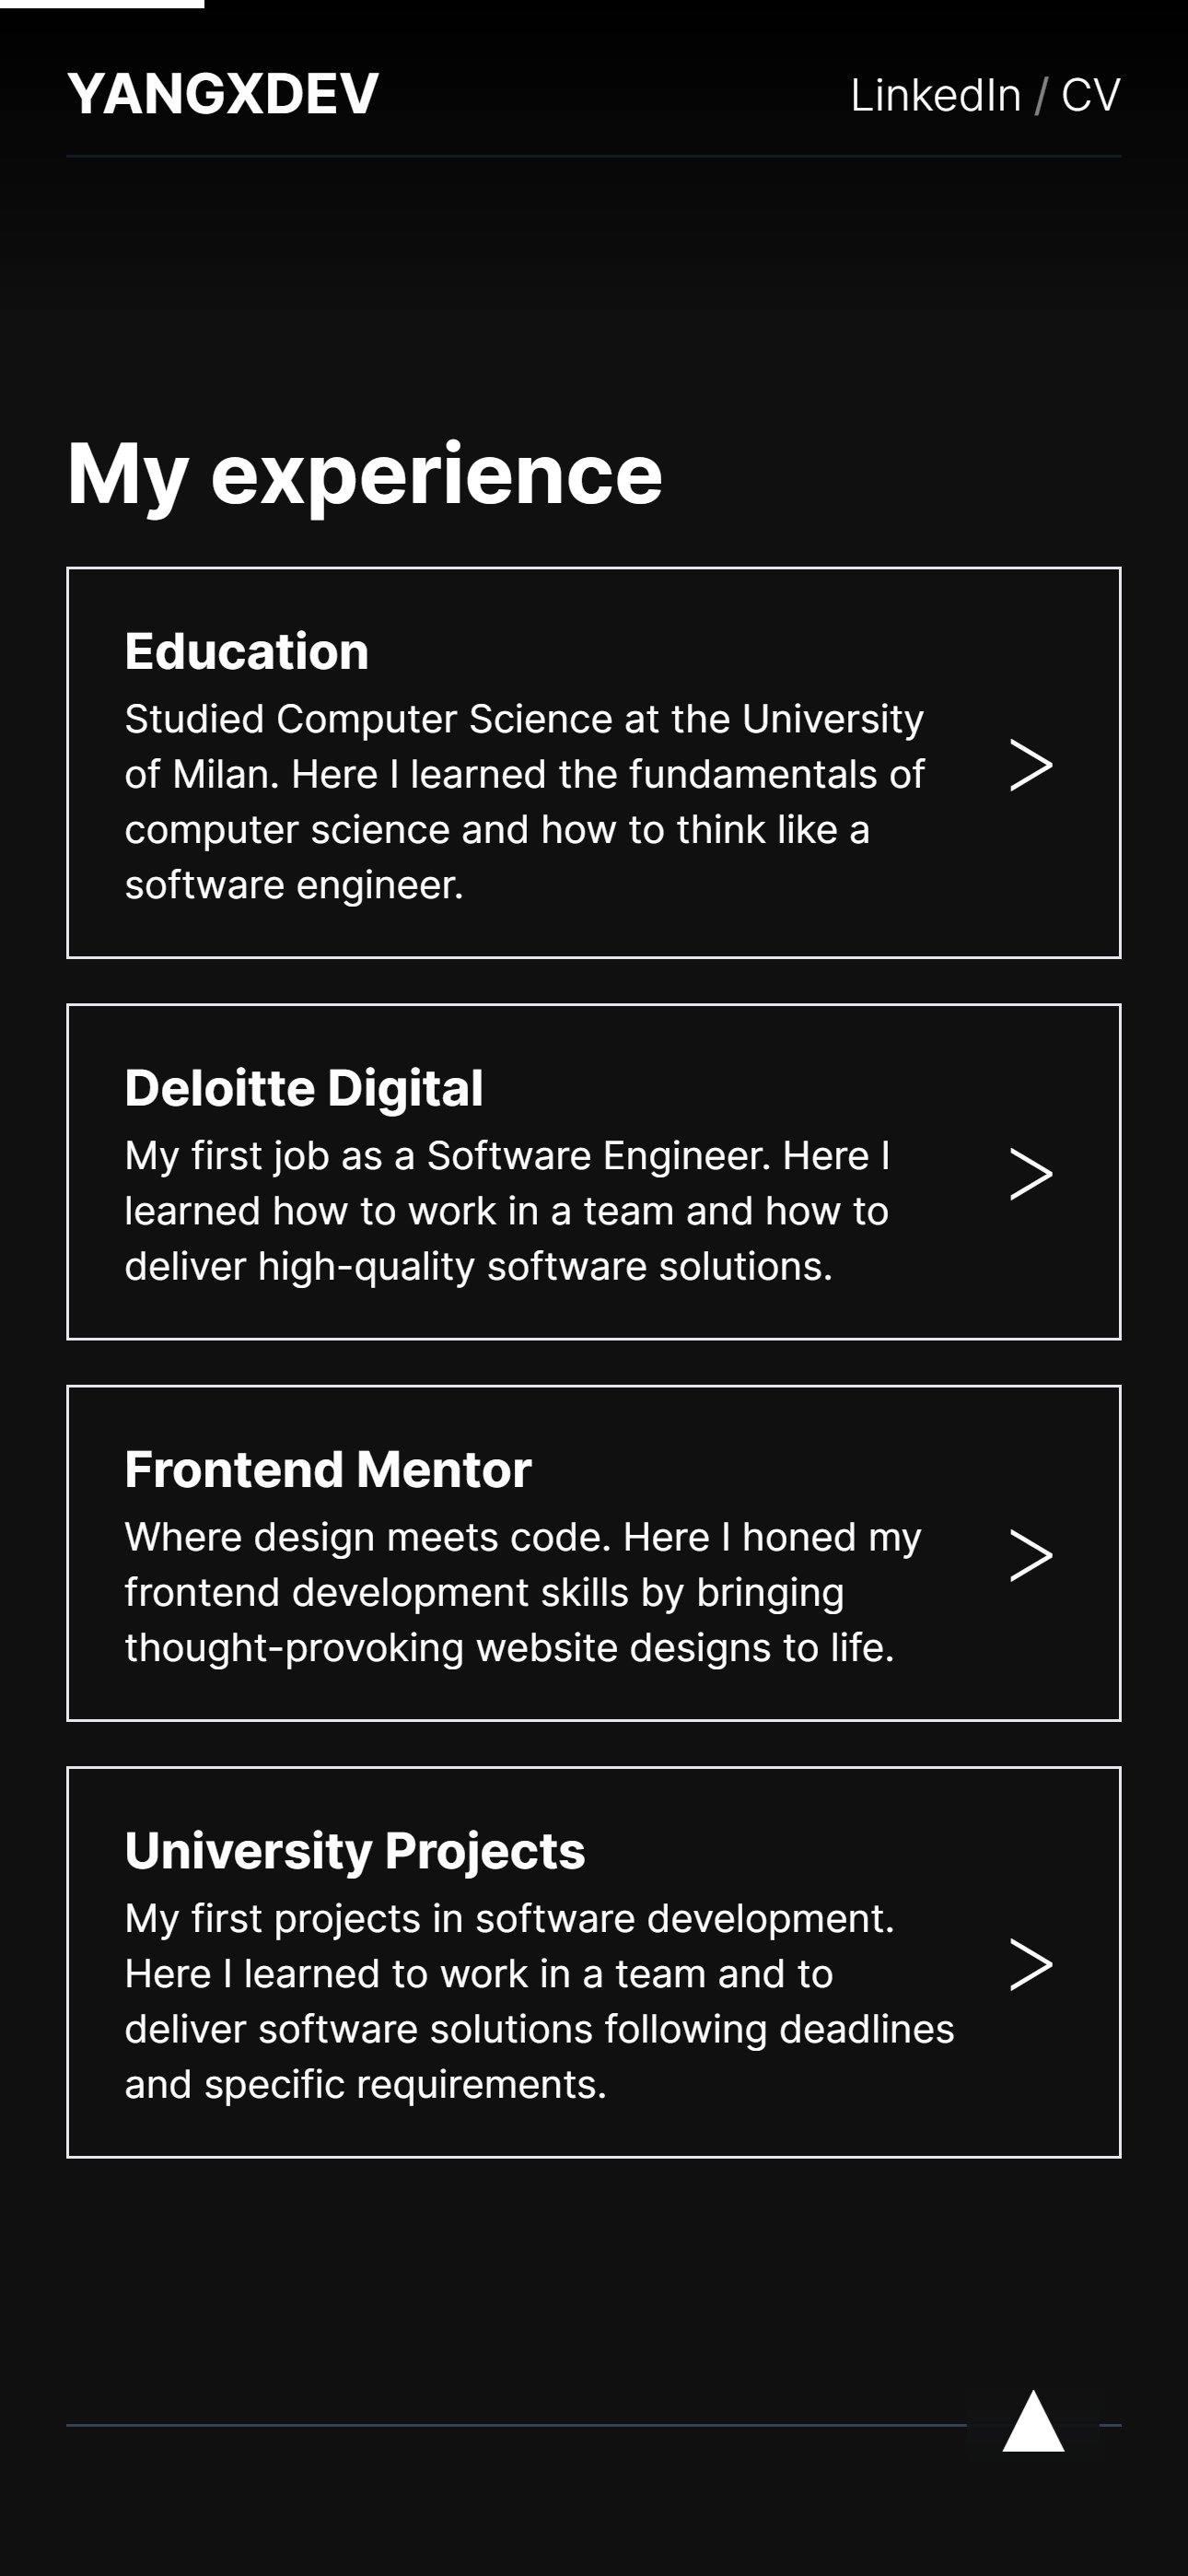 YANGXDEV
LinkedIn / CV
My experience
Education
Studied Computer Science at the University
of Milan. Here I learned the fundamentals of
computer science and how to think like a
software engineer.
Deloitte Digital
My first job as a Software Engineer. Here I
learned how to work in a team and how to
deliver high-quality software solutions.
Frontend Mentor
Where design meets code. Here I honed my
frontend development skills by bringing
thought-provoking website designs to life.
University Projects
My first projects in software development.
Here I learned to work in a team and to
deliver software solutions following deadlines
and specific requirements.